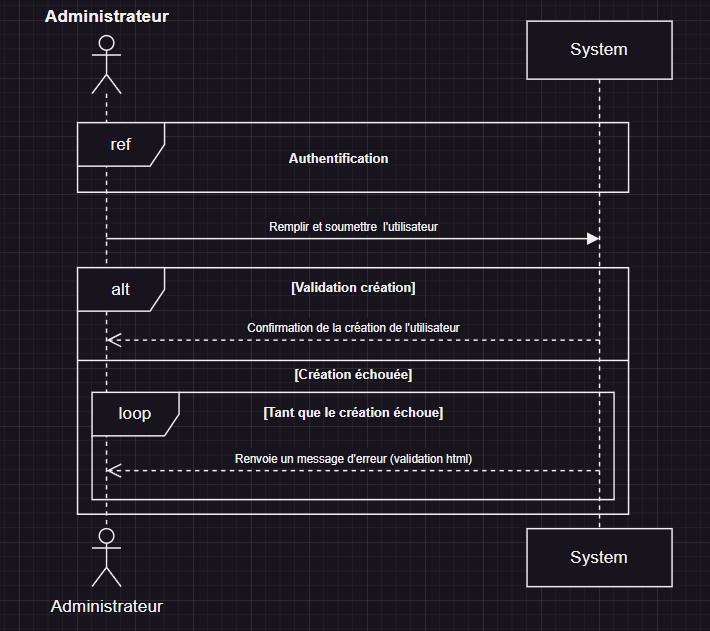 Administrateur
System
ref
Authentification
Remplir et soumettre l'utilisateur
alt
[Validation création]
Confirmation de la création de l'utilisateur
[Création échouée]
loop
[Tant que le création échoue]
Renvoie un message d'erreur (validation html)
System
Administrateur